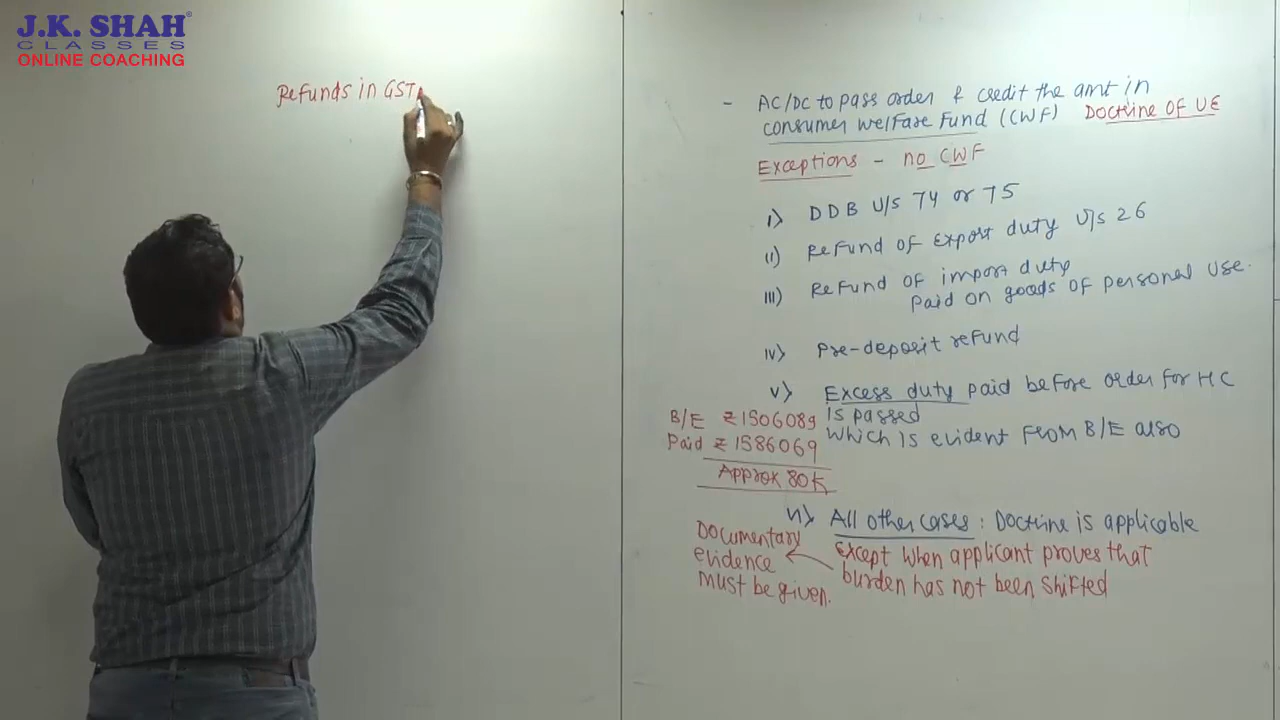 J.K. SHAH®
CLASSES
ONLINE COACHING
Refunds in GST
- AC/DC to pass order & credit the amt in
consumer welfare Fund (CWF) Doctrine OF UE
Exceptions - no CWF
i) DDB U/S 74 or 75
(ii) Refund of export duty U/S 26
iii) Refund of import duty
paid on goods of personal use.
iv) Pre-deposit refund
v) Excess duty paid before order for HC
is passed
which is evident from B/E also
B/E ₹1506089
Paid ₹1586069
Approx 80K
vi) All other cases: Doctrine is applicable
Except when applicant proves that
burden has not been shifted
Documentary
evidence
must be given.